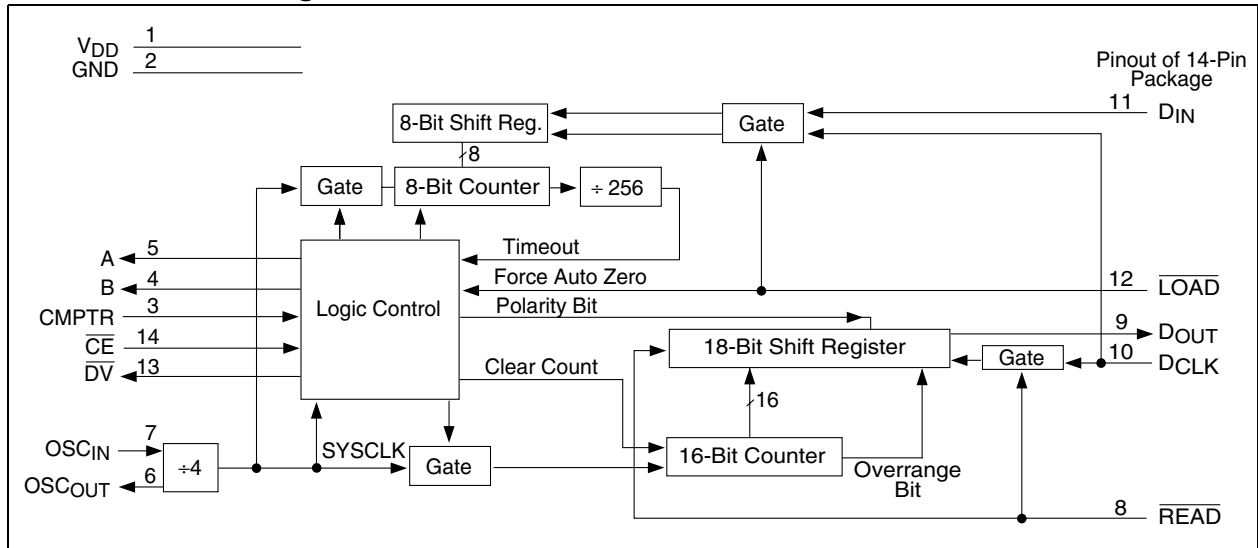 VDD 1
GND 2
Pinout of 14-Pin
Package
11 DIN
8-Bit Shift Reg.
Gate
8
Gate
8-Bit Counter
÷ 256
A 5
Timeout
B 4
Force Auto Zero
12 LOAD
CMPTR 3
Logic Control
Polarity Bit
9 DOUT
CE 14
18-Bit Shift Register
Gate
10 DCLK
DV 13
Clear Count
16
OSCIN 7
÷4
SYSCLK
Gate
16-Bit Counter
Overrange
Bit
OSCOUT 6
8 READ